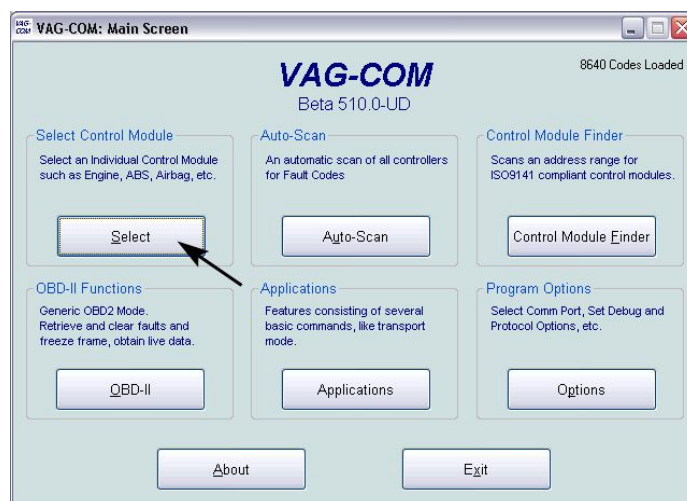 VAG-COM VAG-COM: Main Screen
8640 Codes Loaded
VAG-COM
Beta 510.0-UD
Select Control Module
Select an Individual Control Module
such as Engine, ABS, Airbag, etc.
Select
Auto-Scan
An automatic scan of all controllers
for Fault Codes
Auto-Scan
Control Module Finder
Scans an address range for
ISO9141 compliant control modules.
Control Module Finder
OBD-II Functions
Generic OBD2 Mode.
Retrieve and clear faults and
freeze frame, obtain live data.
OBD-II
Applications
Features consisting of several
basic commands, like transport
mode.
Applications
Program Options
Select Comm Port, Set Debug and
Protocol Options, etc.
Options
About
Exit